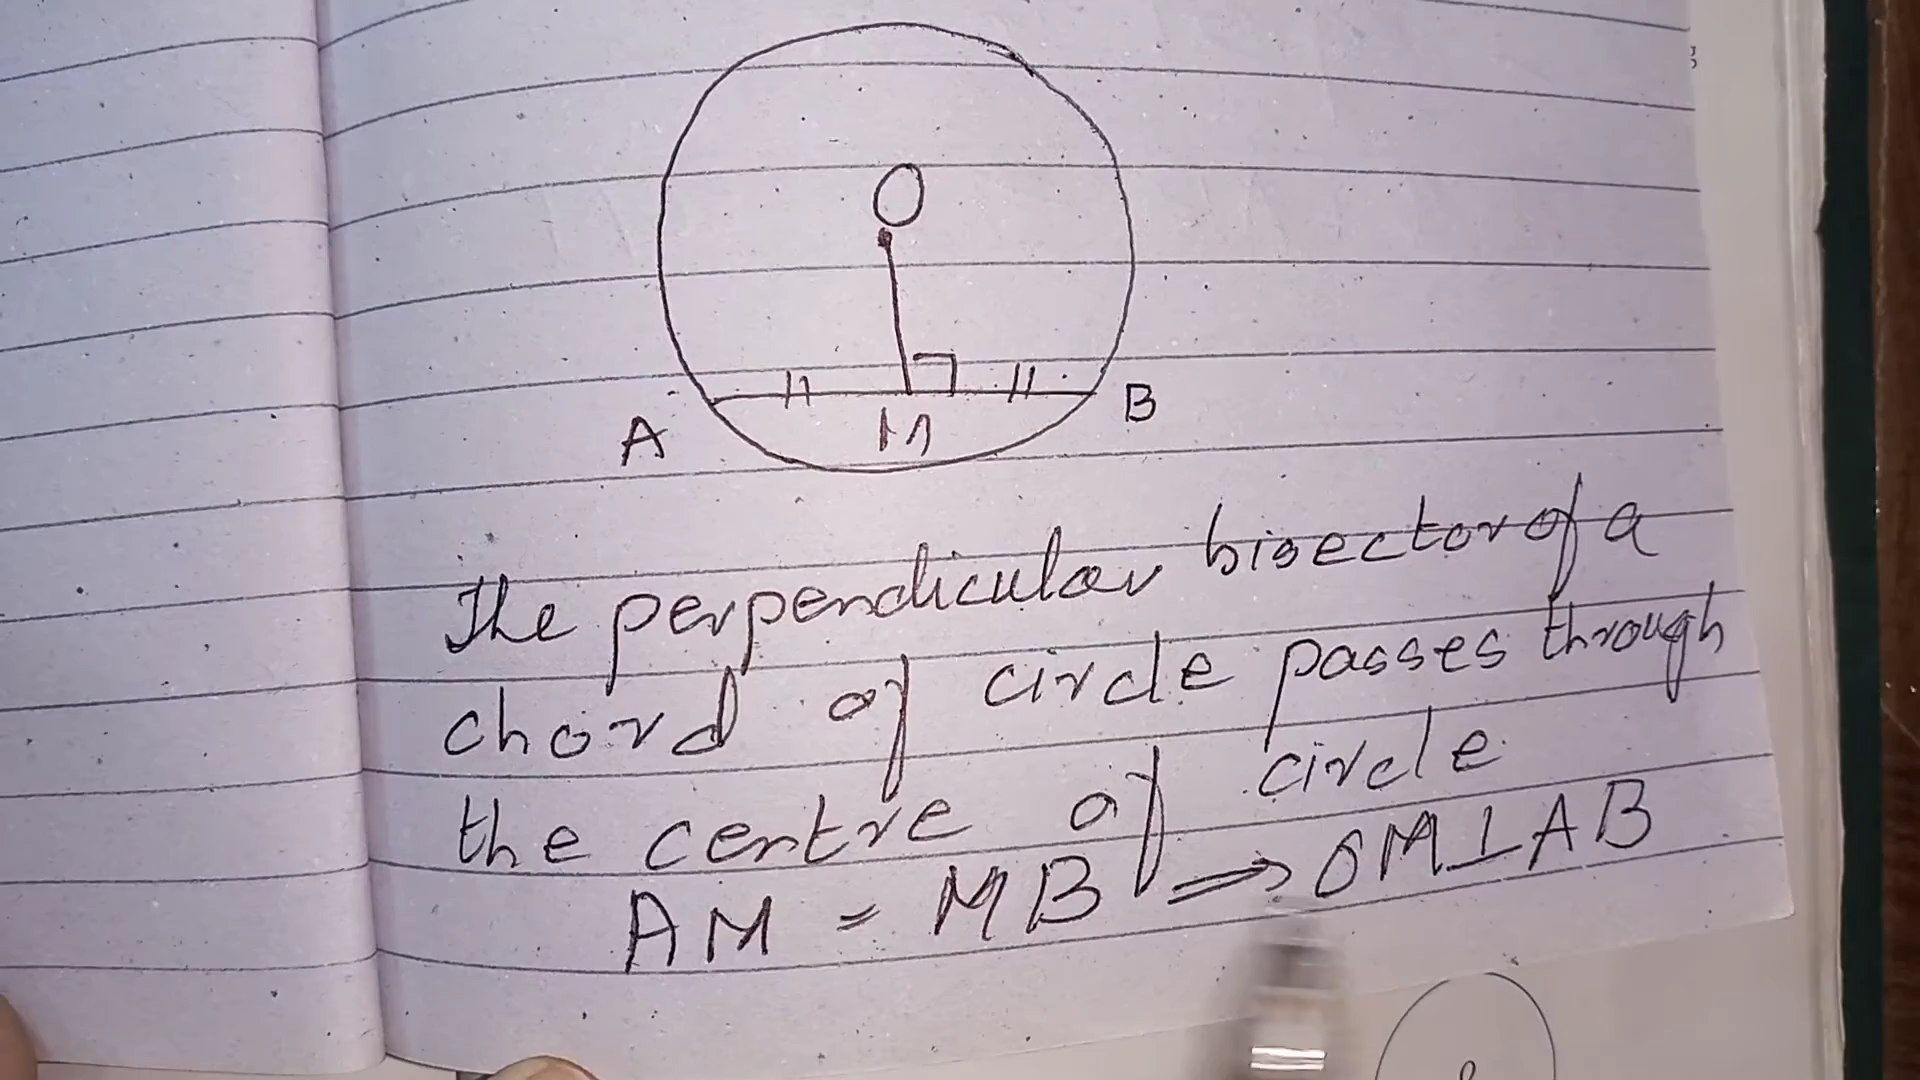 O
A
M
B
The perpendicular bisector of a
chord of circle passes through
the centre of circle
AM = MB ⟹ OM⊥AB